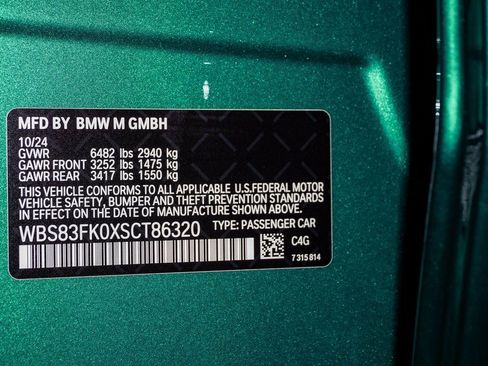 MFD BY BMW M GMBH
10/24
GVWR 6482 lbs 2940 kg
GAWR FRONT 3252 lbs 1475 kg
GAWR REAR 3417 lbs 1550 kg
THIS VEHICLE CONFORMS TO ALL APPLICABLE U.S.FEDERAL MOTOR
VEHICLE SAFETY, BUMPER AND THEFT PREVENTION STANDARDS
IN EFFECT ON THE DATE OF MANUFACTURE SHOWN ABOVE.
WBS83FK0XSCT86320 TYPE: PASSENGER CAR
C4G
7 315 814